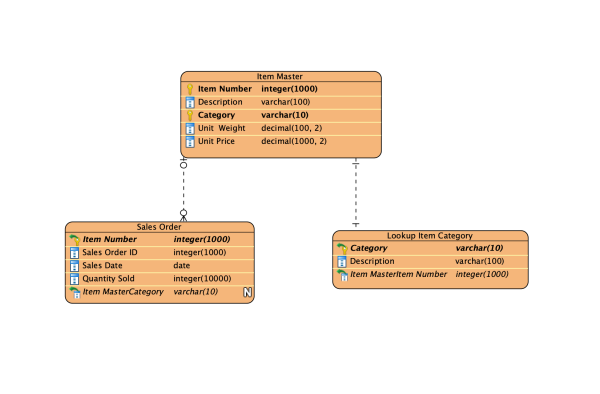 Item Master
Item Number integer(1000)
Description varchar(100)
Category varchar(10)
Unit Weight decimal(100, 2)
Unit Price decimal(1000, 2)
Sales Order
Item Number integer(1000)
Sales Order ID integer(1000)
Sales Date date
Quantity Sold integer(10000)
Item MasterCategory varchar(10) N
Lookup Item Category
Category varchar(10)
Description varchar(100)
Item MasterItem Number integer(1000)